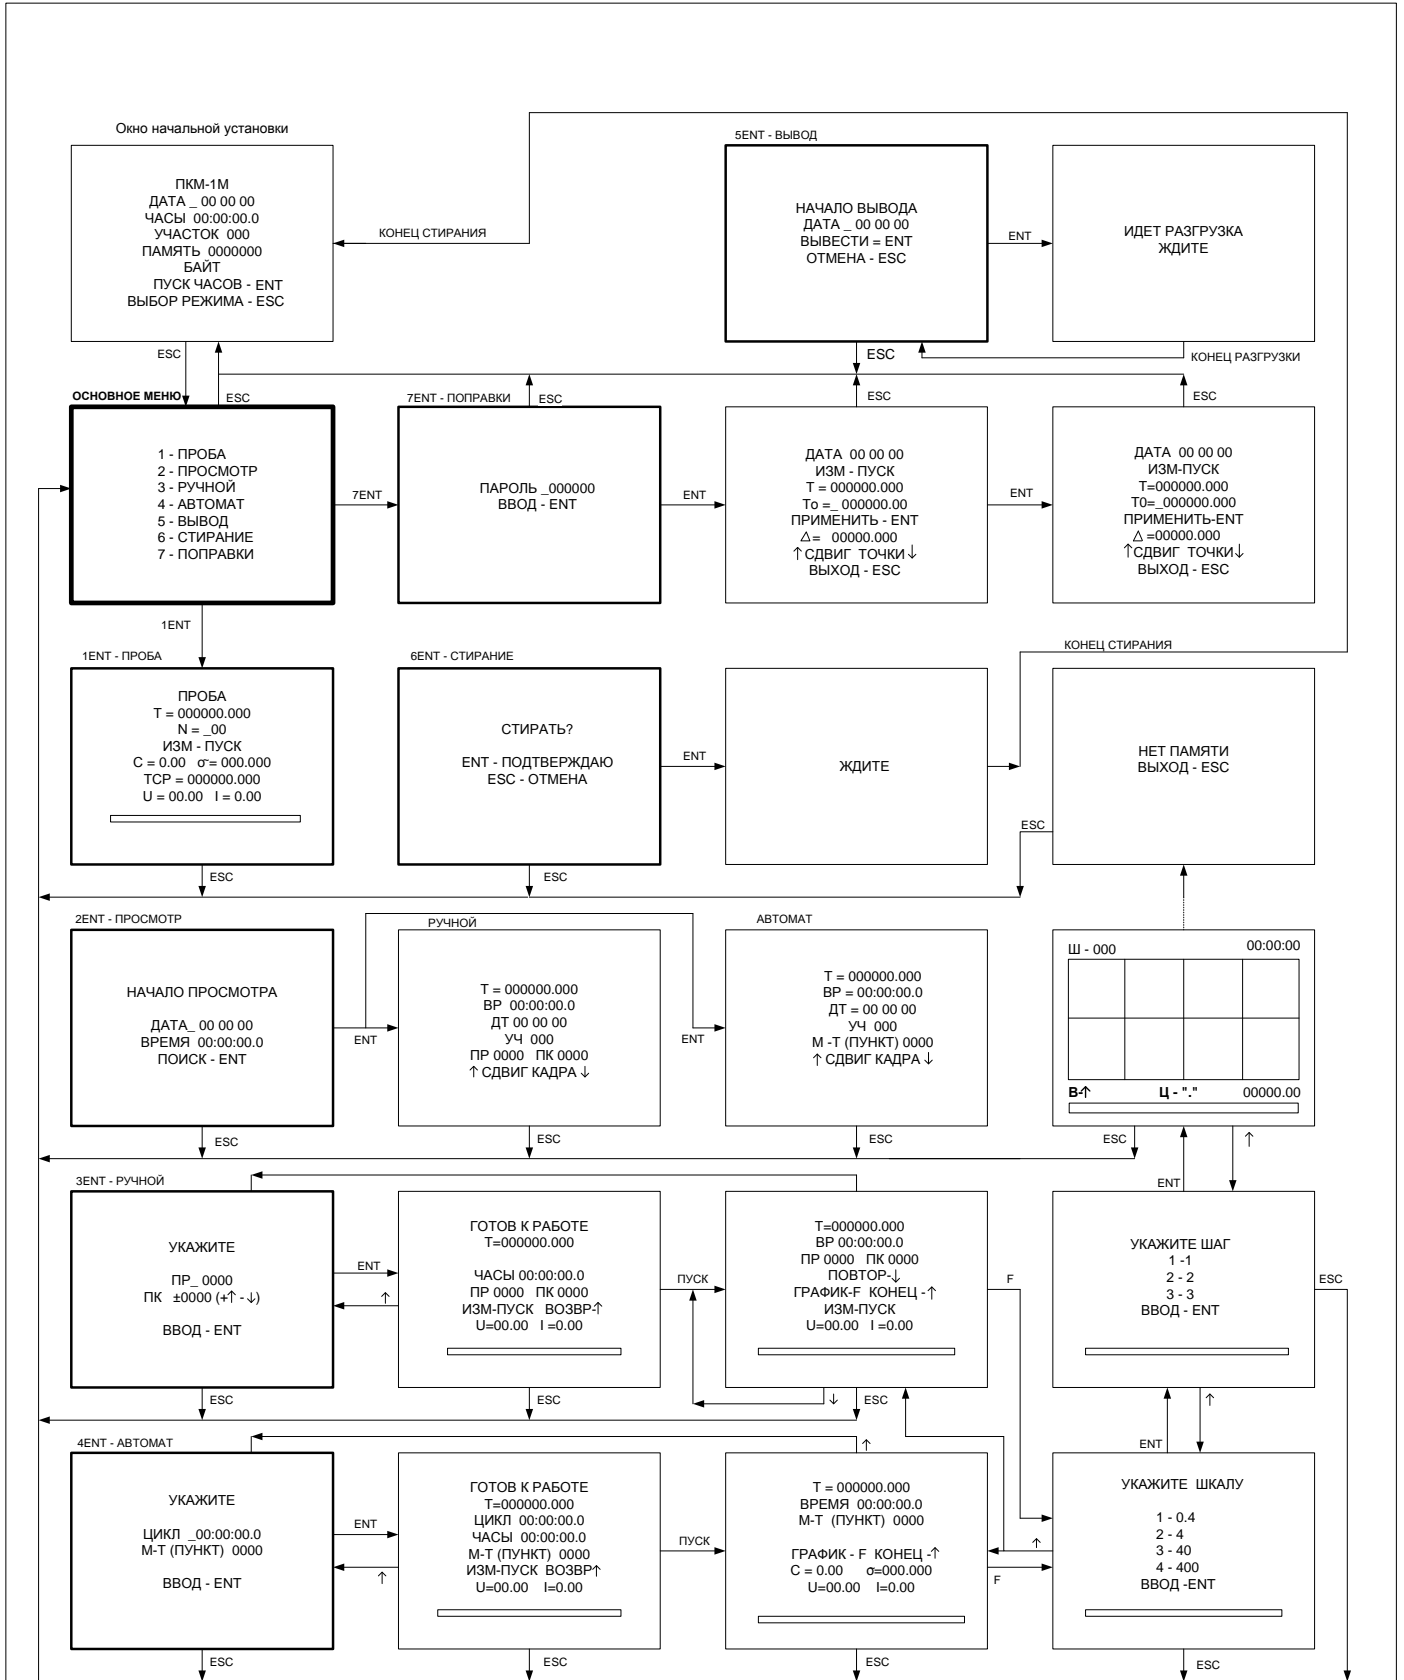 Окно начальной установки
ПКМ-1М
ДАТА _ 00 00 00
ЧАСЫ 00:00:00.0
УЧАСТОК 000
ПАМЯТЬ 0000000
БАЙТ
ПУСК ЧАСОВ - ENT
ВЫБОР РЕЖИМА - ESC
КОНЕЦ СТИРАНИЯ
5ENT - ВЫВОД
НАЧАЛО ВЫВОДА
ДАТА _ 00 00 00
ВЫВЕСТИ = ENT
ОТМЕНА - ESC
ENT
ИДЕТ РАЗГРУЗКА
ЖДИТЕ
ESC
ESC
КОНЕЦ РАЗГРУЗКИ
ОСНОВНОЕ МЕНЮ
ESC
1 - ПРОБА
2 - ПРОСМОТР
3 - РУЧНОЙ
4 - АВТОМАТ
5 - ВЫВОД
6 - СТИРАНИЕ
7 - ПОПРАВКИ
7ENT
7ENT - ПОПРАВКИ
ESC
ПАРОЛЬ _000000
ВВОД - ENT
ENT
ESC
ДАТА 00 00 00
ИЗМ - ПУСК
T = 000000.000
To =_ 000000.00
ПРИМЕНИТЬ - ENT
△= 00000.000
↑СДВИГ ТОЧКИ↓
ВЫХОД - ESC
ENT
ESC
ДАТА 00 00 00
ИЗМ-ПУСК
T=000000.000
T0=_000000.000
ПРИМЕНИТЬ-ENT
△=00000.000
↑СДВИГ ТОЧКИ↓
ВЫХОД - ESC
1ENT
1ENT - ПРОБА
ПРОБА
T = 000000.000
N = _00
ИЗМ - ПУСК
C = 0.00 σ= 000.000
TCP = 000000.000
U = 00.00 I = 0.00
ESC
6ENT - СТИРАНИЕ
СТИРАТЬ?
ENT - ПОДТВЕРЖДАЮ
ESC - ОТМЕНА
ENT
ESC
ЖДИТЕ
КОНЕЦ СТИРАНИЯ
НЕТ ПАМЯТИ
ВЫХОД - ESC
ESC
2ENT - ПРОСМОТР
НАЧАЛО ПРОСМОТРА
ДАТА_ 00 00 00
ВРЕМЯ 00:00:00.0
ПОИСК - ENT
ESC
ENT
РУЧНОЙ
T = 000000.000
ВР 00:00:00.0
ДТ 00 00 00
УЧ 000
ПР 0000 ПК 0000
↑ СДВИГ КАДРА ↓
ESC
ENT
АВТОМАТ
T = 000000.000
ВР = 00:00:00.0
ДТ = 00 00 00
УЧ 000
М -Т (ПУНКТ) 0000
↑ СДВИГ КАДРА ↓
ESC
Ш - 000 00:00:00
В-↑ Ц - "." 00000.00
ESC
↑
ENT
3ENT - РУЧНОЙ
УКАЖИТЕ
ПР_ 0000
ПК ±0000 (+↑ - ↓)
ВВОД - ENT
ESC
ENT
↑
ГОТОВ К РАБОТЕ
T=000000.000
ЧАСЫ 00:00:00.0
ПР 0000 ПК 0000
ИЗМ-ПУСК ВОЗВР-↑
U=00.00 I =0.00
ESC
ПУСК
T=000000.000
ВР 00:00:00.0
ПР 0000 ПК 0000
ПОВТОР-↓
ГРАФИК-F КОНЕЦ -↑
ИЗМ-ПУСК
U=00.00 I =0.00
↓
ESC
F
УКАЖИТЕ ШАГ
1 -1
2 - 2
3 - 3
ВВОД - ENT
ESC
↑
ENT
4ENT - АВТОМАТ
УКАЖИТЕ
ЦИКЛ _00:00:00.0
М-Т (ПУНКТ) 0000
ВВОД - ENT
ESC
ENT
↑
ГОТОВ К РАБОТЕ
T=000000.000
ЦИКЛ 00:00:00.0
ЧАСЫ 00:00:00.0
М-Т (ПУНКТ) 0000
ИЗМ-ПУСК ВОЗВР↑
U=00.00 I=0.00
ESC
ПУСК
↑
T = 000000.000
ВРЕМЯ 00:00:00.0
М-Т (ПУНКТ) 0000
ГРАФИК - F КОНЕЦ -↑
C = 0.00 σ=000.000
U=00.00 I=0.00
ESC
↑
F
УКАЖИТЕ ШКАЛУ
1 - 0.4
2 - 4
3 - 40
4 - 400
ВВОД -ENT
ESC